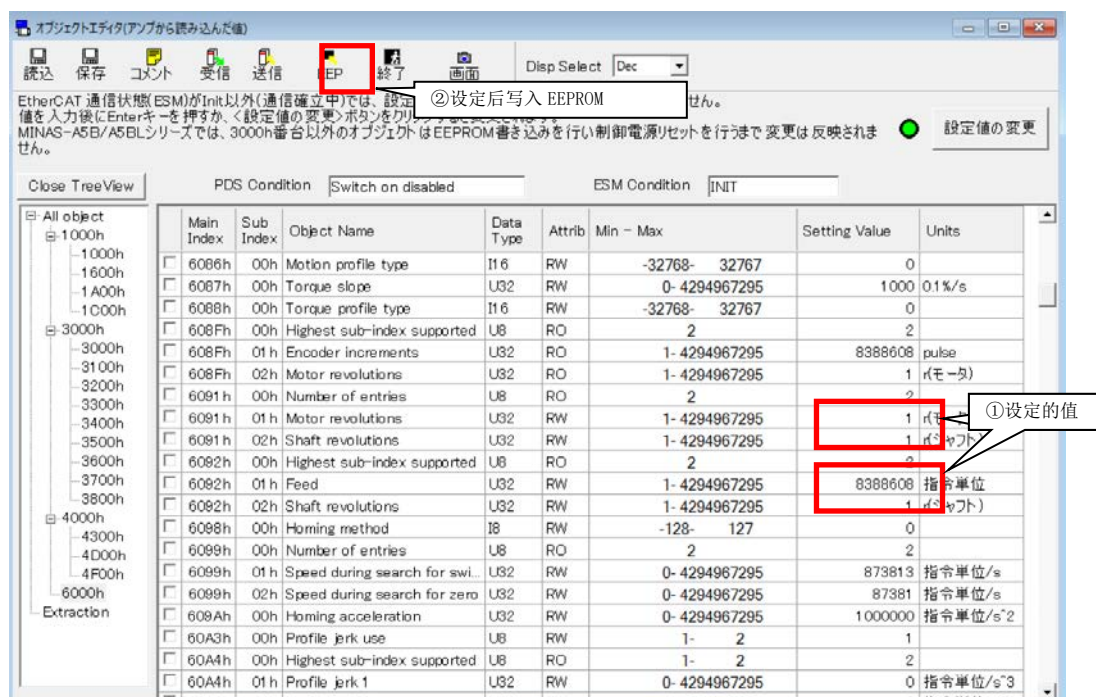 オブジェクトエディタ(アンプから読み込んだ値)
読込 保存 コメント 受信 送信 EEP 終了 画面 Disp Select Dec
②设定后写入 EEPROM
EtherCAT 通信状態(ESM)がInit以外(通信確立中)では、設定 せん。
値を入力後にEnterキーを押すか、<設定値の変更>ボタンをクリ
MINAS-A5B/A5BLシリーズでは、3000h番台以外のオブジェクトはEEPROM書き込みを行い制御電源リセットを行うまで 変更は反映されま
せん。
設定値の変更
Close TreeView PDS Condition Switch on disabled ESM Condition INIT
All object
1000h
1000h
1600h
1A00h
1C00h
3000h
3000h
3100h
3200h
3300h
3400h
3500h
3600h
3700h
3800h
4000h
4300h
4D00h
4F00h
6000h
Extraction
Main Index Sub Index Object Name Data Type Attrib Min - Max Setting Value Units
6086h 00h Motion profile type I16 RW -32768- 32767 0
6087h 00h Torque slope U32 RW 0- 4294967295 1000 0.1%/s
6088h 00h Torque profile type I16 RW -32768- 32767 0
608Fh 00h Highest sub-index supported U8 RO 2 2
608Fh 01h Encoder increments U32 RO 1- 4294967295 8388608 pulse
608Fh 02h Motor revolutions U32 RO 1- 4294967295 1 r(モータ)
6091h 00h Number of entries U8 RO 2 2
6091h 01h Motor revolutions U32 RW 1- 4294967295 1
6091h 02h Shaft revolutions U32 RW 1- 4294967295 1
①设定的值
6092h 00h Highest sub-index supported U8 RO 2 2
6092h 01h Feed U32 RW 1- 4294967295 8388608 指令単位
6092h 02h Shaft revolutions U32 RW 1- 4294967295 1 r(シャフト)
6098h 00h Homing method I8 RW -128- 127 0
6099h 00h Number of entries U8 RO 2 2
6099h 01h Speed during search for swi... U32 RW 0- 4294967295 873813 指令単位/s
6099h 02h Speed during search for zero U32 RW 0- 4294967295 87381 指令単位/s
609Ah 00h Homing acceleration U32 RW 0- 4294967295 1000000 指令単位/s^2
60A3h 00h Profile jerk use U8 RW 1- 2 1
60A4h 00h Highest sub-index supported U8 RO 1- 2 2
60A4h 01h Profile jerk 1 U32 RW 0- 4294967295 0 指令単位/s^3